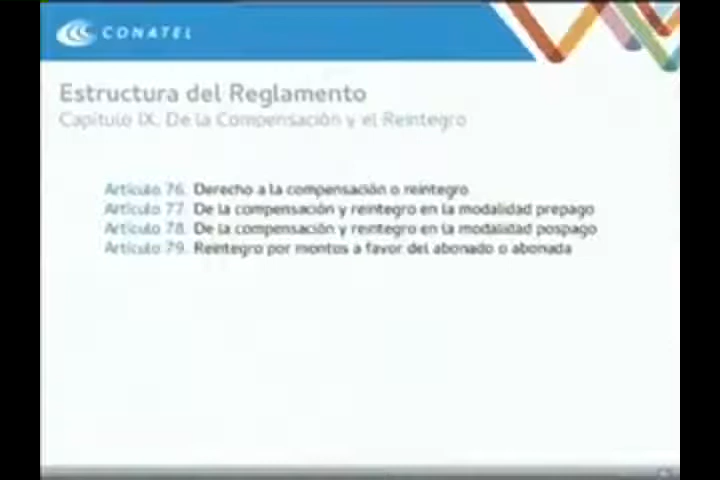 CONATEL
Estructura del Reglamento
Capítulo IX. De la Compensación y el Reintegro
Artículo 76. Derecho a la compensación o reintegro
Artículo 77. De la compensación y reintegro en la modalidad prepago
Artículo 78. De la compensación y reintegro en la modalidad pospago
Artículo 79. Reintegro por montos a favor del abonado o abonada